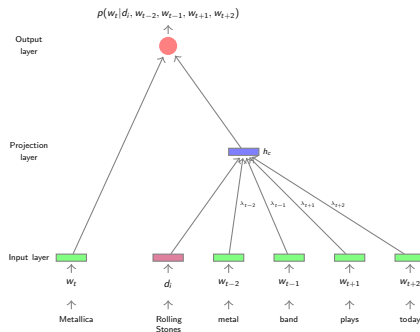 p(w_t|d_i, w_{t−2}, w_{t−1}, w_{t+1}, w_{t+2})
Output
layer
Projection
layer
h_c
λ_{t−2} λ_{t−1} λ_{t+1} λ_{t+2}
Input layer
w_t d_i w_{t−2} w_{t−1} w_{t+1} w_{t+2}
Metallica Rolling metal band plays today
Stones